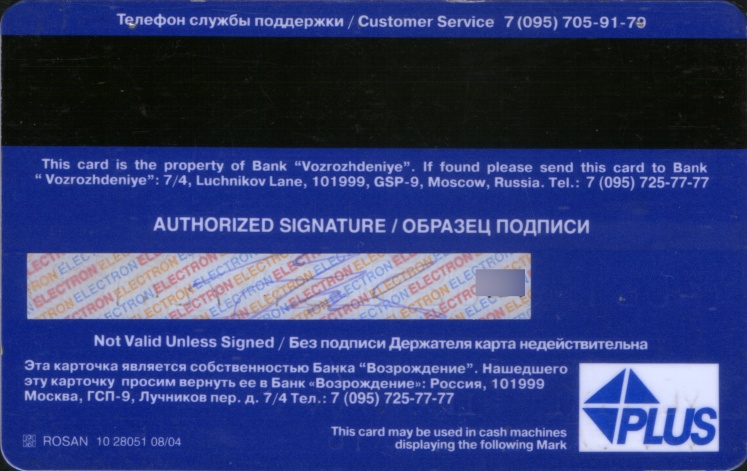 Телефон службы поддержки / Customer Service 7 (095) 705-91-79
This card is the property of Bank “Vozrozhdeniye”. If found please send this card to Bank
“ Vozrozhdeniye”: 7/4, Luchnikov Lane, 101999, GSP-9, Moscow, Russia. Tel.: 7 (095) 725-77-77
AUTHORIZED SIGNATURE / ОБРАЗЕЦ ПОДПИСИ
ELECTRON ELECTRON ELECTRON ELECTRON ELECTRON
Not Valid Unless Signed / Без подписи Держателя карта недействительна
Эта карточка является собственностью Банка “Возрождение”. Нашедшего
эту карточку просим вернуть ее в Банк «Возрождение»: Россия, 101999
Москва, ГСП-9, Лучников пер. д. 7/4 Тел.: 7 (095) 725-77-77
ROSAN 10 28051 08/04
This card may be used in cash machines
displaying the following Mark
PLUS